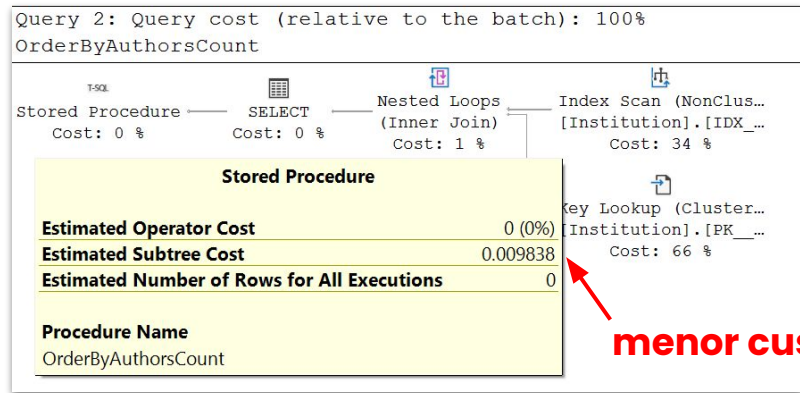 Query 2: Query cost (relative to the batch): 100%
OrderByAuthorsCount
T-SQL
Stored Procedure
Cost: 0 %
SELECT
Cost: 0 %
Nested Loops
(Inner Join)
Cost: 1 %
Index Scan (NonClus…
[Institution].[IDX_…
Cost: 34 %
Key Lookup (Cluster…
[Institution].[PK__…
Cost: 66 %
Stored Procedure
Estimated Operator Cost 0 (0%)
Estimated Subtree Cost 0.009838
Estimated Number of Rows for All Executions 0
Procedure Name
OrderByAuthorsCount
menor